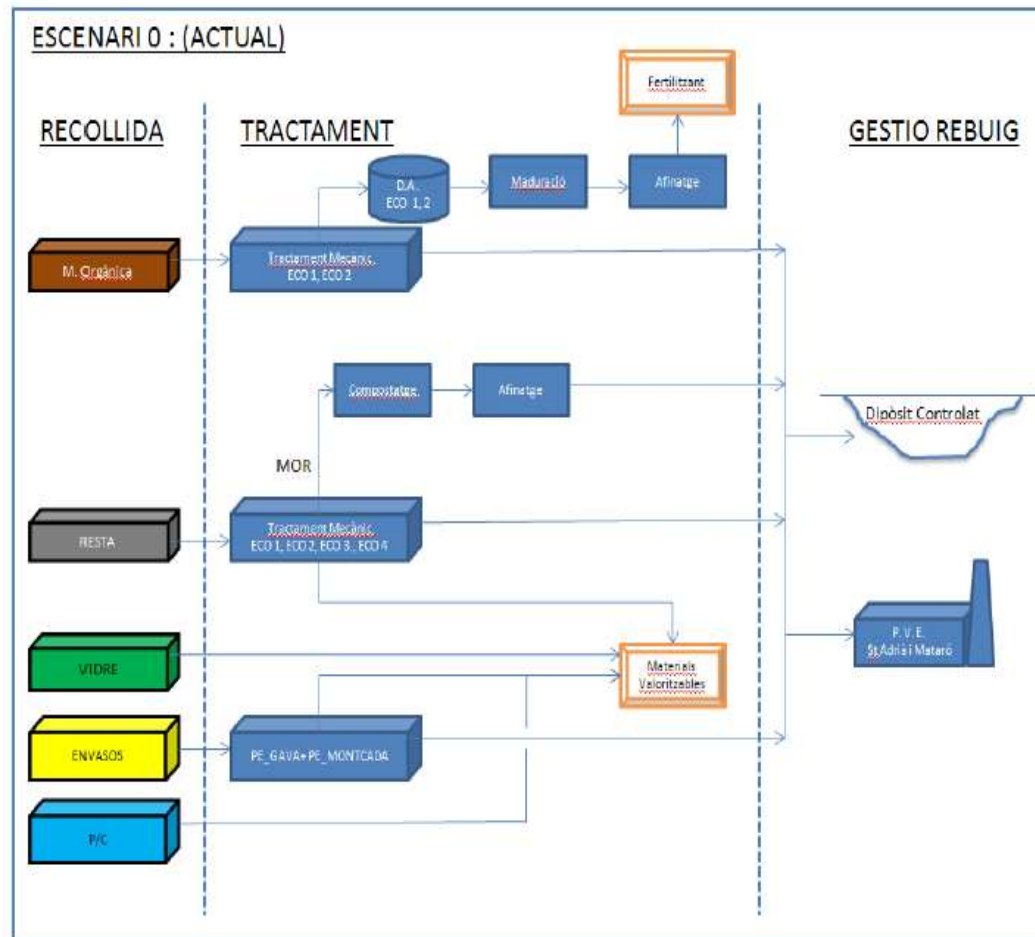 ESCENARI 0 : (ACTUAL)
Fertilitzant
RECOLLIDA
TRACTAMENT
GESTIO REBUIG
D.A.
ECO 1, 2
Maduració
Afinatge
M. Orgànica
Tractament Mecànic
ECO 1, ECO 2
Compostatge
Afinatge
Dipòsit Controlat
MOR
RESTA
Tractament Mecànic
ECO 1, ECO 2, ECO 3, ECO 4
P. V. E.
St Adrià i Mataró
VIDRE
Materials
Valoritzables
ENVASOS
PE_GAVA+PE_MONTCADA
P/C